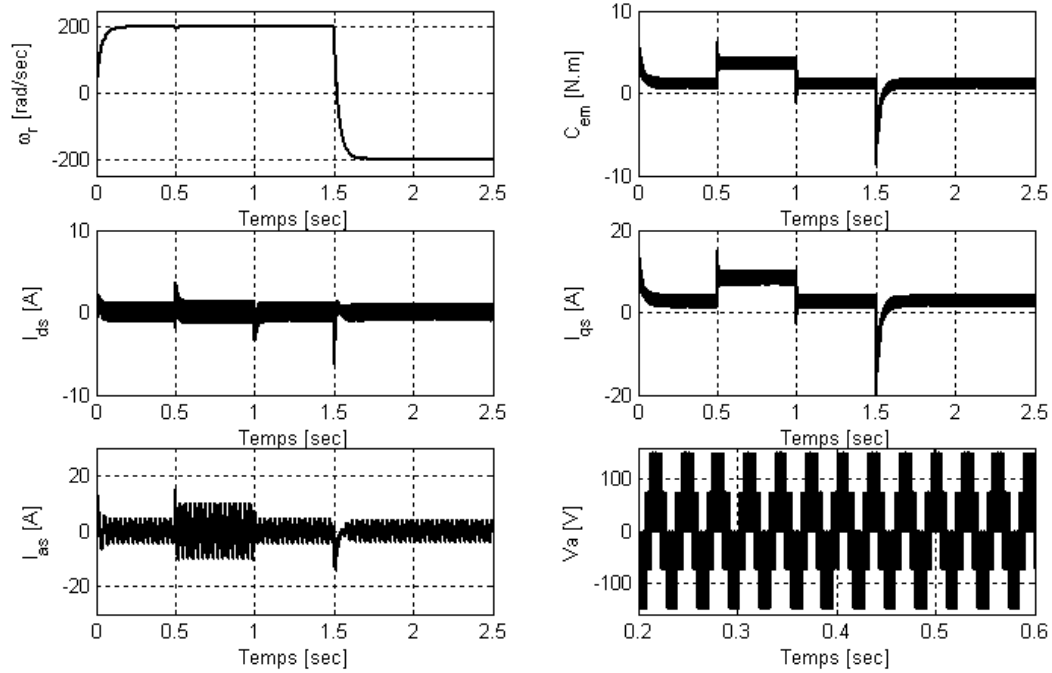 200
0
-200
ω_r [rad/sec]
0 0.5 1 1.5 2 2.5
Temps [sec]
10
0
-10
C_em [N.m]
0 0.5 1 1.5 2 2.5
Temps [sec]
10
0
-10
I_ds [A]
0 0.5 1 1.5 2 2.5
Temps [sec]
20
0
-20
I_qs [A]
0 0.5 1 1.5 2 2.5
Temps [sec]
20
0
-20
I_as [A]
0 0.5 1 1.5 2 2.5
Temps [sec]
100
0
-100
Va [V]
0.2 0.3 0.4 0.5 0.6
Temps [sec]